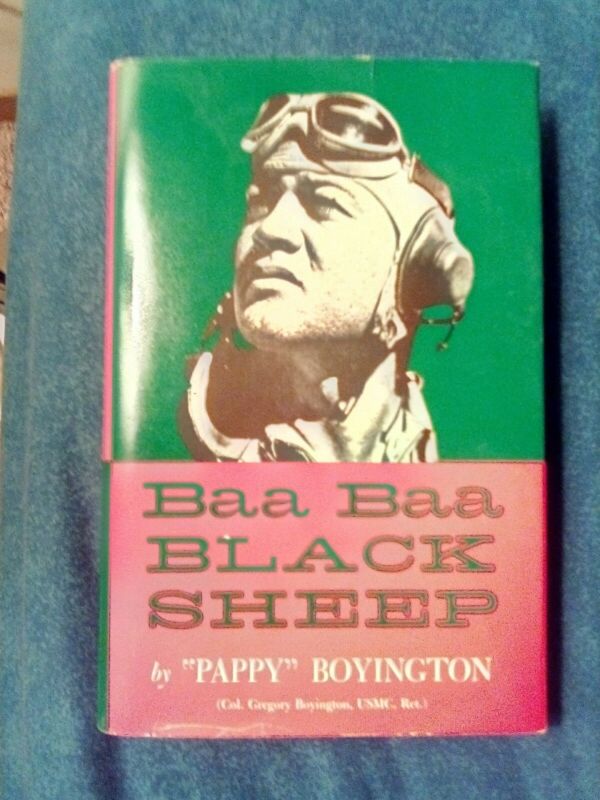 Baa Baa
BLACK
SHEEP
by "PAPPY" BOYINGTON
(Col. Gregory Boyington, USMC, Ret.)